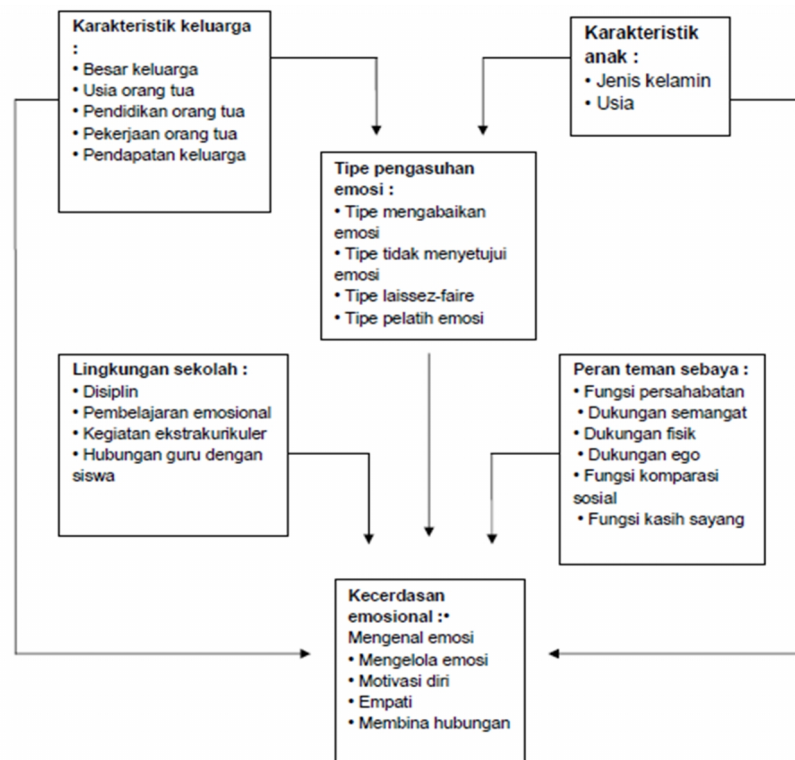 Karakteristik keluarga
:
• Besar keluarga
• Usia orang tua
• Pendidikan orang tua
• Pekerjaan orang tua
• Pendapatan keluarga
Karakteristik
anak :
• Jenis kelamin
• Usia
Tipe pengasuhan
emosi :
• Tipe mengabaikan
emosi
• Tipe tidak menyetujui
emosi
• Tipe laissez-faire
• Tipe pelatih emosi
Lingkungan sekolah :
• Disiplin
• Pembelajaran emosional
• Kegiatan ekstrakurikuler
• Hubungan guru dengan
siswa
Peran teman sebaya :
• Fungsi persahabatan
• Dukungan semangat
• Dukungan fisik
• Dukungan ego
• Fungsi komparasi
sosial
• Fungsi kasih sayang
Kecerdasan
emosional :•
Mengenal emosi
• Mengelola emosi
• Motivasi diri
• Empati
• Membina hubungan